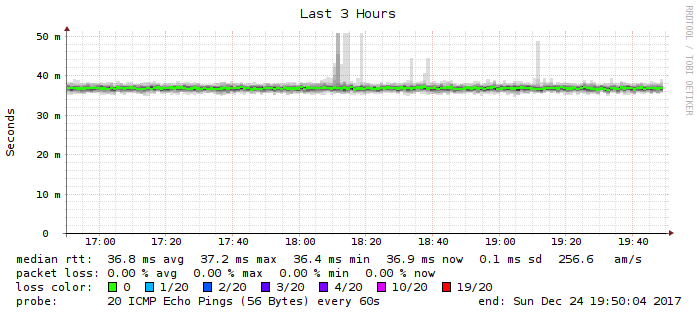 Last 3 Hours
RRDTOOL / TOBI OETIKER
Seconds
50 m
40 m
30 m
20 m
10 m
0
17:00 17:20 17:40 18:00 18:20 18:40 19:00 19:20 19:40
median rtt: 36.8 ms avg 37.2 ms max 36.4 ms min 36.9 ms now 0.1 ms sd 256.6 am/s
packet loss: 0.00 % avg 0.00 % max 0.00 % min 0.00 % now
loss color: 0 1/20 2/20 3/20 4/20 10/20 19/20
probe: 20 ICMP Echo Pings (56 Bytes) every 60s end: Sun Dec 24 19:50:04 2017